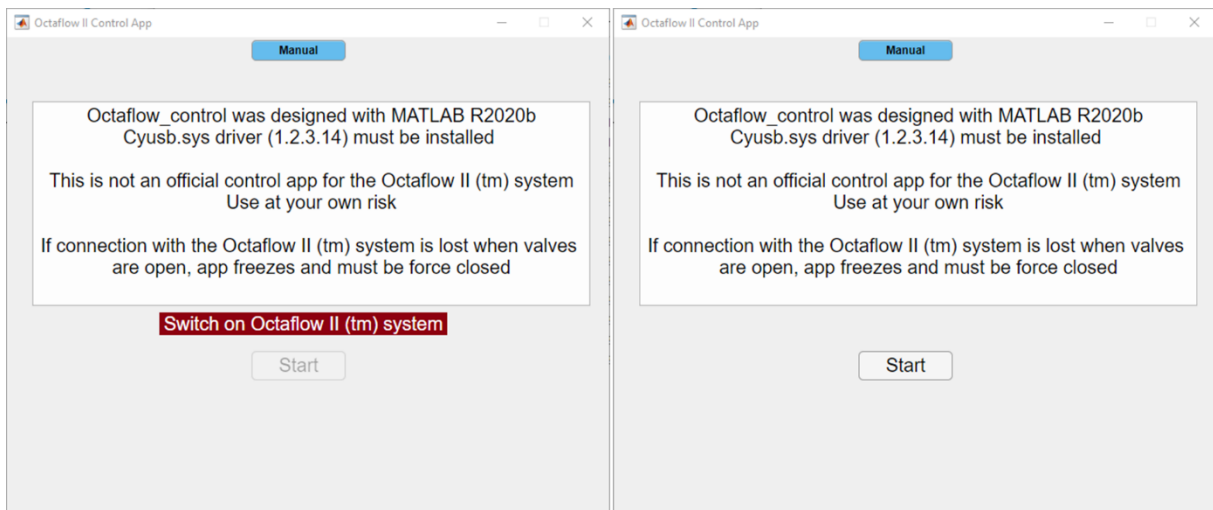 Octaflow II Control App
Manual
Octaflow_control was designed with MATLAB R2020b
Cyusb.sys driver (1.2.3.14) must be installed
This is not an official control app for the Octaflow II (tm) system
Use at your own risk
If connection with the Octaflow II (tm) system is lost when valves
are open, app freezes and must be force closed
Switch on Octaflow II (tm) system
Start
Octaflow II Control App
Manual
Octaflow_control was designed with MATLAB R2020b
Cyusb.sys driver (1.2.3.14) must be installed
This is not an official control app for the Octaflow II (tm) system
Use at your own risk
If connection with the Octaflow II (tm) system is lost when valves
are open, app freezes and must be force closed
Start